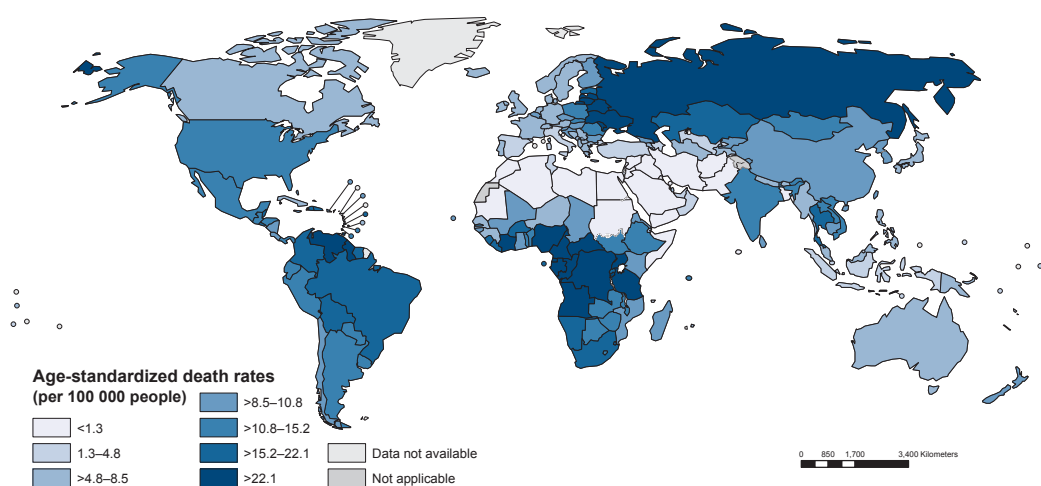 Age-standardized death rates
(per 100 000 people)
<1.3
1.3–4.8
>4.8–8.5
>8.5–10.8
>10.8–15.2
>15.2–22.1
>22.1
Data not available
Not applicable
0 850 1,700 3,400 Kilometers